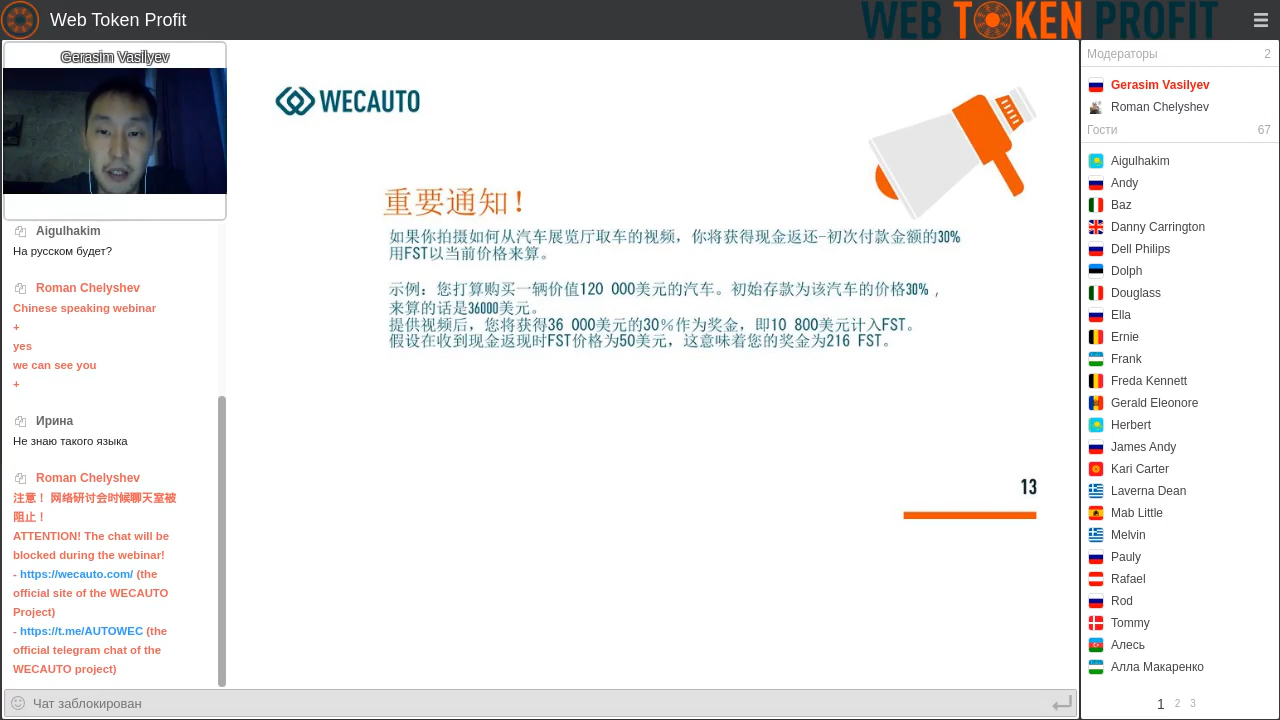 Web Token Profit
WEB TOKEN PROFIT
Gerasim Vasilyev
Aigulhakim
На русском будет?
Roman Chelyshev
Chinese speaking webinar
+
yes
we can see you
+
Ирина
Не знаю такого языка
Roman Chelyshev
注意！ 网络研讨会时候聊天室被
阻止！
ATTENTION! The chat will be
blocked during the webinar!
- https://wecauto.com/ (the
official site of the WECAUTO
Project)
- https://t.me/AUTOWEC (the
official telegram chat of the
WECAUTO project)
Чат заблокирован
WECAUTO
重要通知！
如果你拍摄如何从汽车展览厅取车的视频，你将获得现金返还-初次付款金额的30%
用FST以当前价格来算。
示例：您打算购买一辆价值120 000美元的汽车。初始存款为该汽车的价格30%，
来算的话是36000美元。
提供视频后，您将获得36 000美元的30%作为奖金，即10 800美元计入FST。
假设在收到现金返现时FST价格为50美元，这意味着您的奖金为216 FST。
13
Модераторы 2
Gerasim Vasilyev
Roman Chelyshev
Гости 67
Aigulhakim
Andy
Baz
Danny Carrington
Dell Philips
Dolph
Douglass
Ella
Ernie
Frank
Freda Kennett
Gerald Eleonore
Herbert
James Andy
Kari Carter
Laverna Dean
Mab Little
Melvin
Pauly
Rafael
Rod
Tommy
Алесь
Алла Макаренко
1 2 3